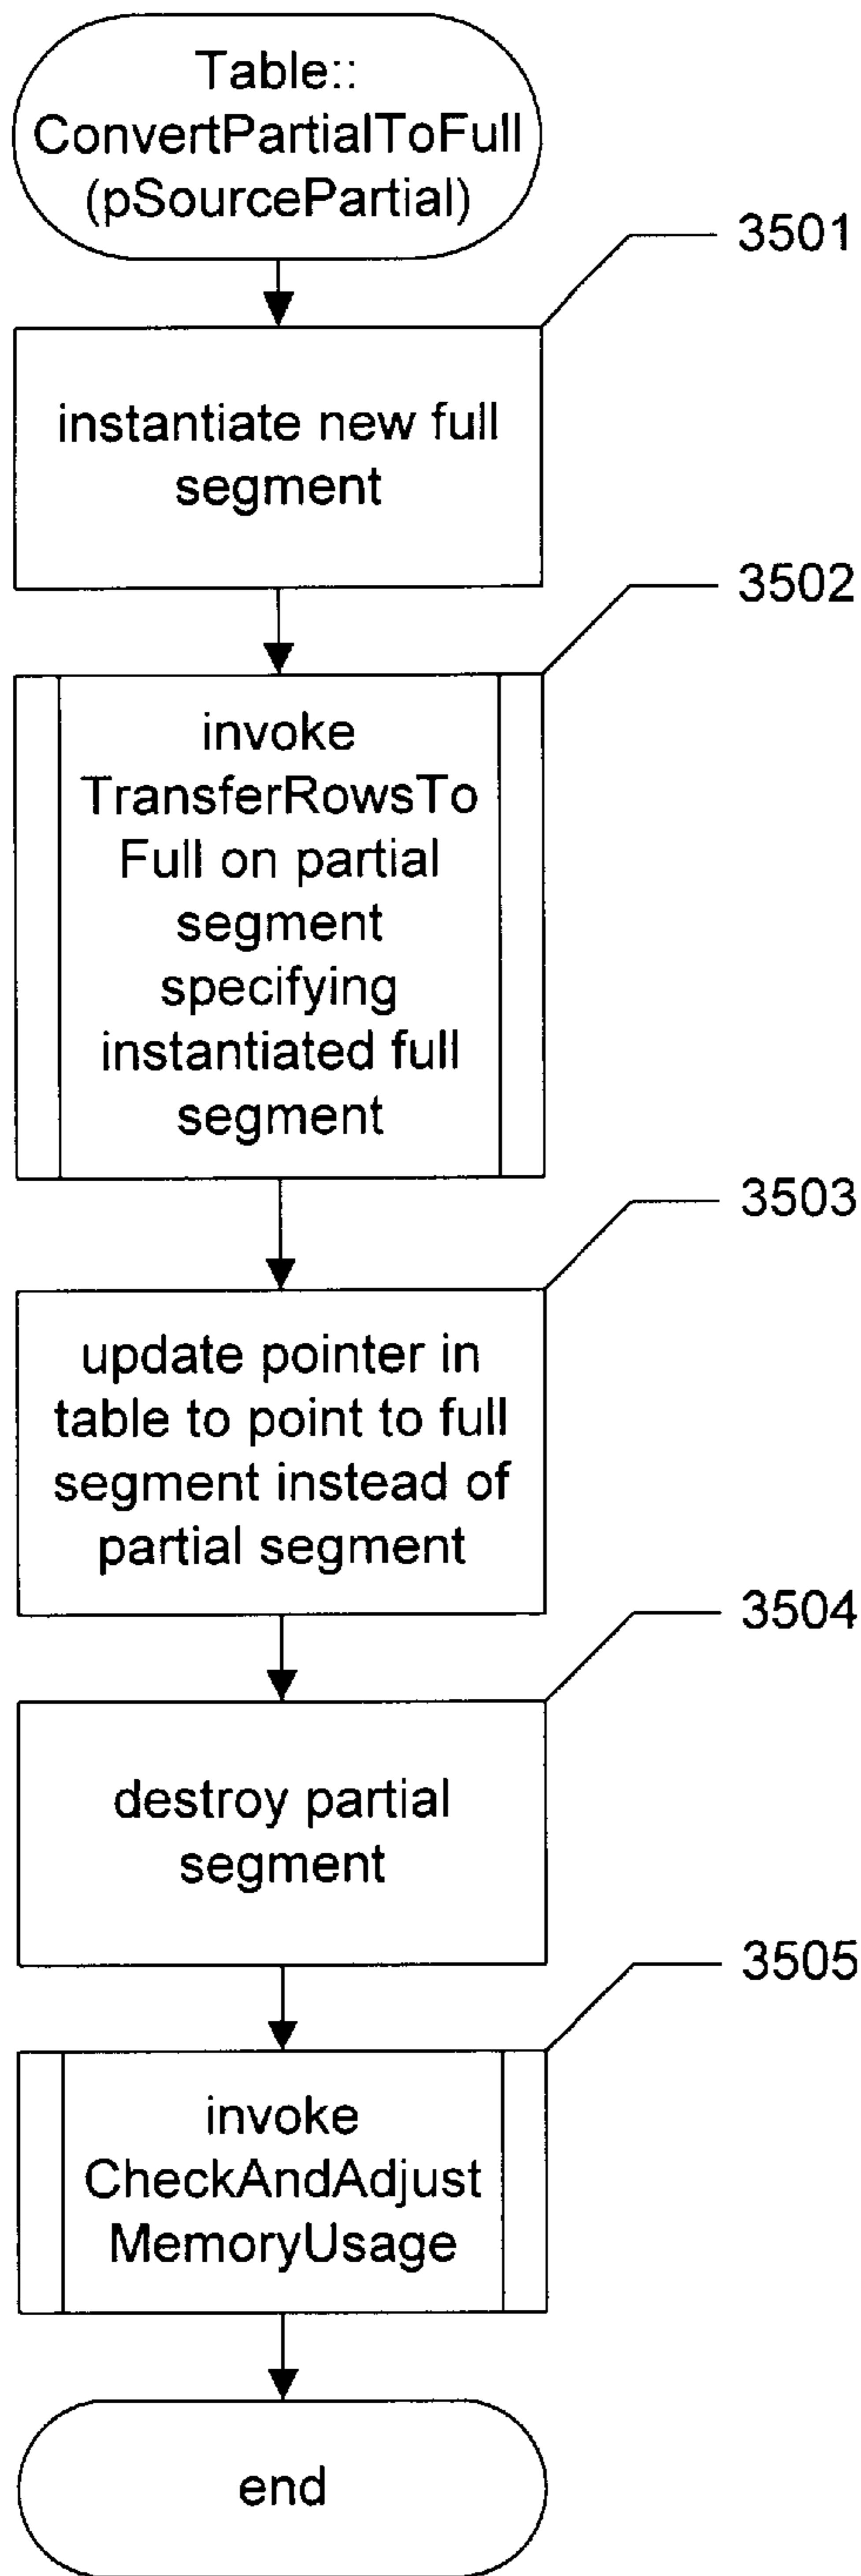 Table::
ConvertPartialToFull
(pSourcePartial)
3501
instantiate new full
segment
3502
invoke
TransferRowsTo
Full on partial
segment
specifying
instantiated full
segment
3503
update pointer in
table to point to full
segment instead of
partial segment
3504
destroy partial
segment
3505
invoke
CheckAndAdjust
MemoryUsage
end